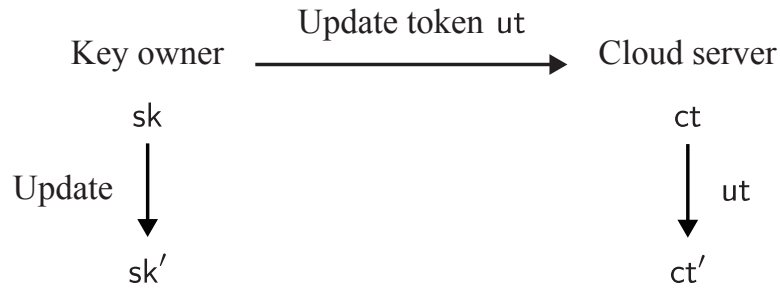 Update token ut
Key owner
Cloud server
sk
ct
Update
ut
sk′
ct′